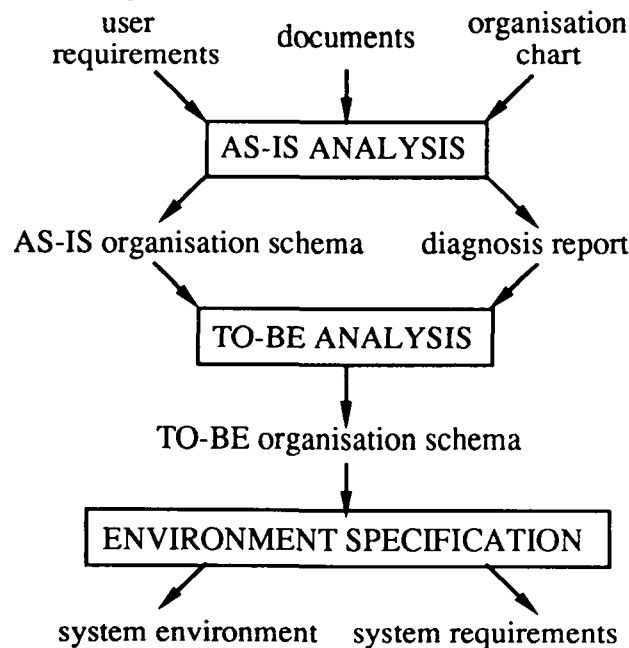 user
requirements
documents
organisation
chart
AS-IS ANALYSIS
AS-IS organisation schema
diagnosis report
TO-BE ANALYSIS
TO-BE organisation schema
ENVIRONMENT SPECIFICATION
system environment
system requirements